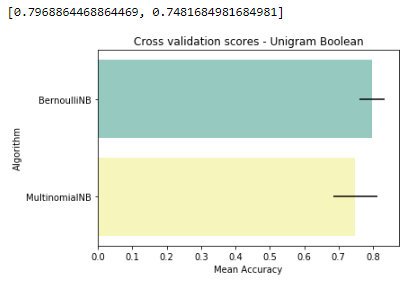 [0.7968864468864469, 0.7481684981684981]
Cross validation scores - Unigram Boolean
BernoulliNB
MultinomialNB
Algorithm
0.0 0.1 0.2 0.3 0.4 0.5 0.6 0.7 0.8
Mean Accuracy